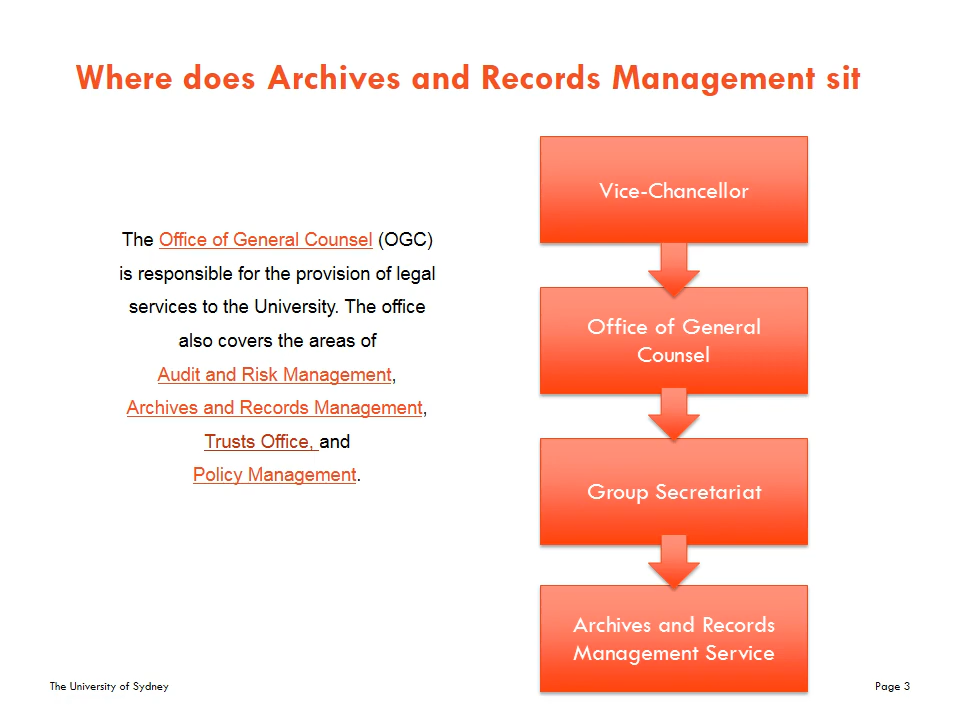 Where does Archives and Records Management sit
The Office of General Counsel (OGC)
is responsible for the provision of legal
services to the University. The office
also covers the areas of
Audit and Risk Management,
Archives and Records Management,
Trusts Office, and
Policy Management.
Vice-Chancellor
Office of General
Counsel
Group Secretariat
Archives and Records
Management Service
The University of Sydney
Page 3